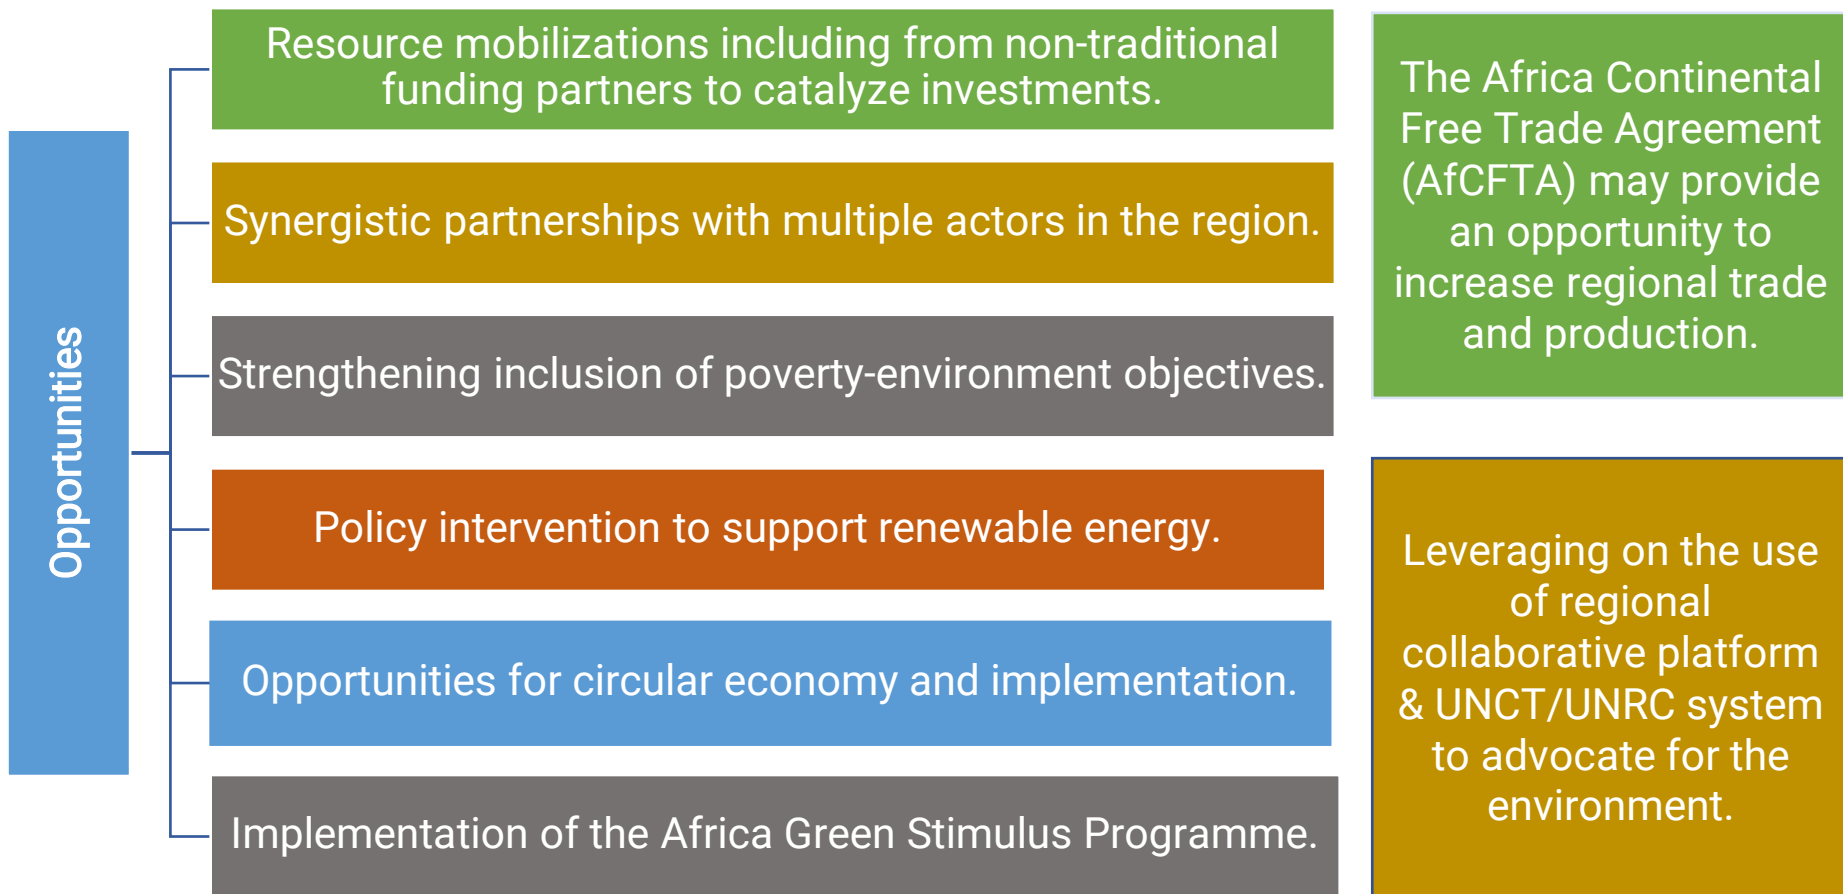 Opportunities
Resource mobilizations including from non-traditional
funding partners to catalyze investments.
Synergistic partnerships with multiple actors in the region.
Strengthening inclusion of poverty-environment objectives.
Policy intervention to support renewable energy.
Opportunities for circular economy and implementation.
Implementation of the Africa Green Stimulus Programme.
The Africa Continental
Free Trade Agreement
(AfCFTA) may provide
an opportunity to
increase regional trade
and production.
Leveraging on the use
of regional
collaborative platform
& UNCT/UNRC system
to advocate for the
environment.